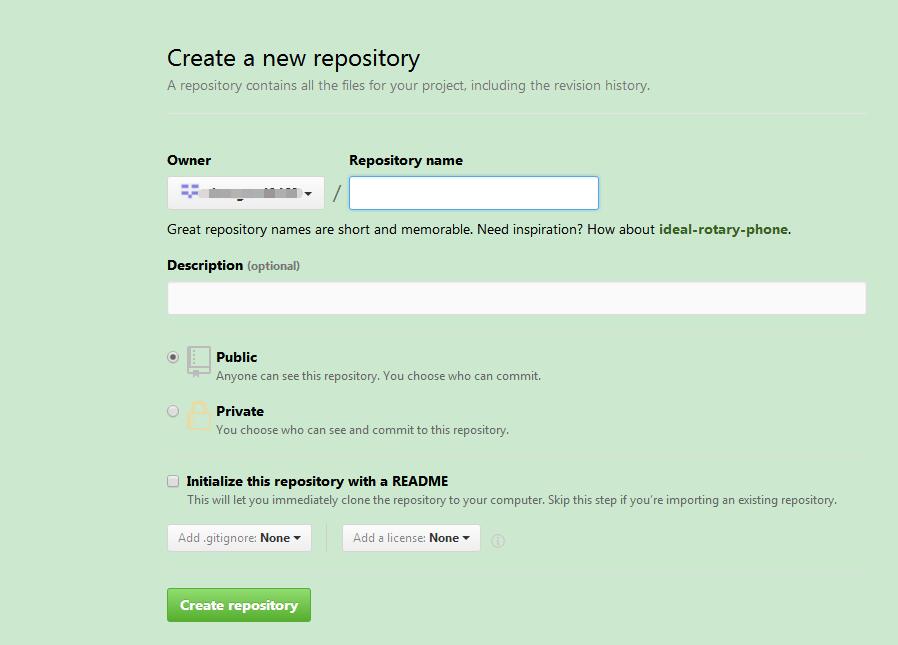 Create a new repository
A repository contains all the files for your project, including the revision history.
Owner
Repository name
/
Great repository names are short and memorable. Need inspiration? How about ideal-rotary-phone.
Description (optional)
Public
Anyone can see this repository. You choose who can commit.
Private
You choose who can see and commit to this repository.
Initialize this repository with a README
This will let you immediately clone the repository to your computer. Skip this step if you’re importing an existing repository.
Add .gitignore: None
Add a license: None
Create repository